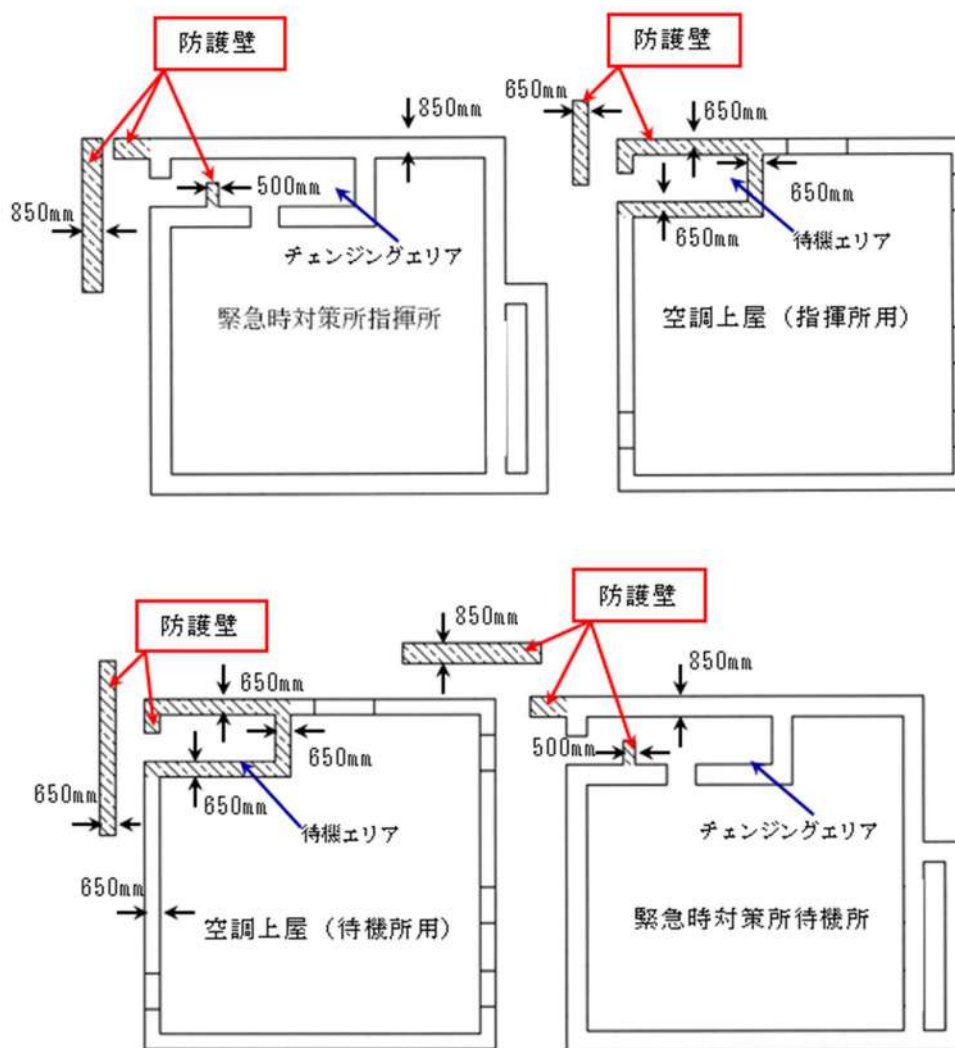 防護壁
防護壁
850mm
650mm
650mm
500mm
850mm
650mm
650mm
チェンジングエリア
待機エリア
緊急時対策所指揮所
空調上屋（指揮所用）
防護壁
防護壁
850mm
650mm
850mm
650mm
500mm
650mm
650mm
待機エリア
チェンジングエリア
650mm
空調上屋（待機所用）
緊急時対策所待機所